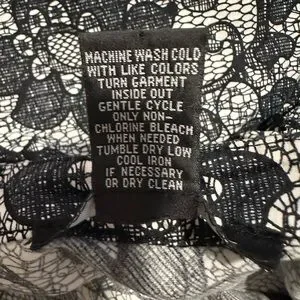 MACHINE WASH COLD
WITH LIKE COLORS
TURN GARMENT
INSIDE OUT
GENTLE CYCLE
ONLY NON-
CHLORINE BLEACH
WHEN NEEDED
TUMBLE DRY LOW
COOL IRON
IF NECESSARY
OR DRY CLEAN